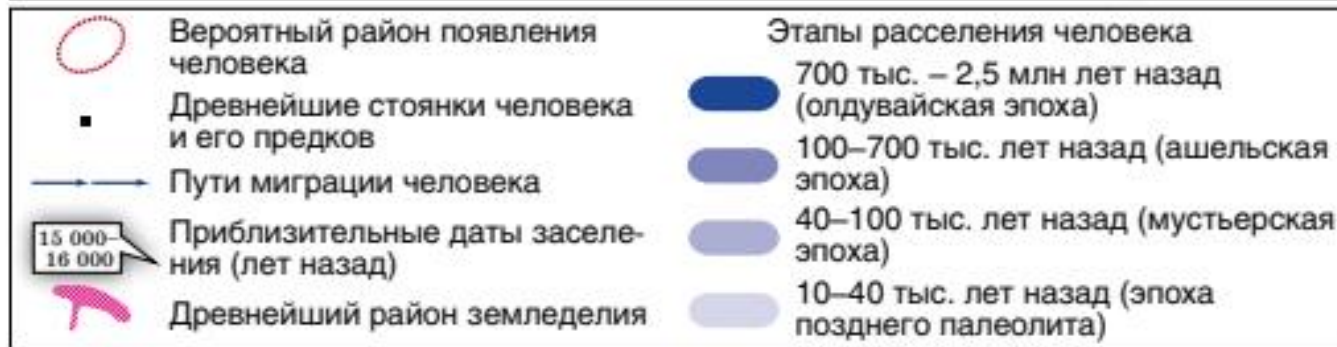 Вероятный район появления
человека
Древнейшие стоянки человека
и его предков
Пути миграции человека
15 000–
16 000
Приблизительные даты заселе-
ния (лет назад)
Древнейший район земледелия
Этапы расселения человека
700 тыс. – 2,5 млн лет назад
(олдувайская эпоха)
100–700 тыс. лет назад (ашельская
эпоха)
40–100 тыс. лет назад (мустьерская
эпоха)
10–40 тыс. лет назад (эпоха
позднего палеолита)